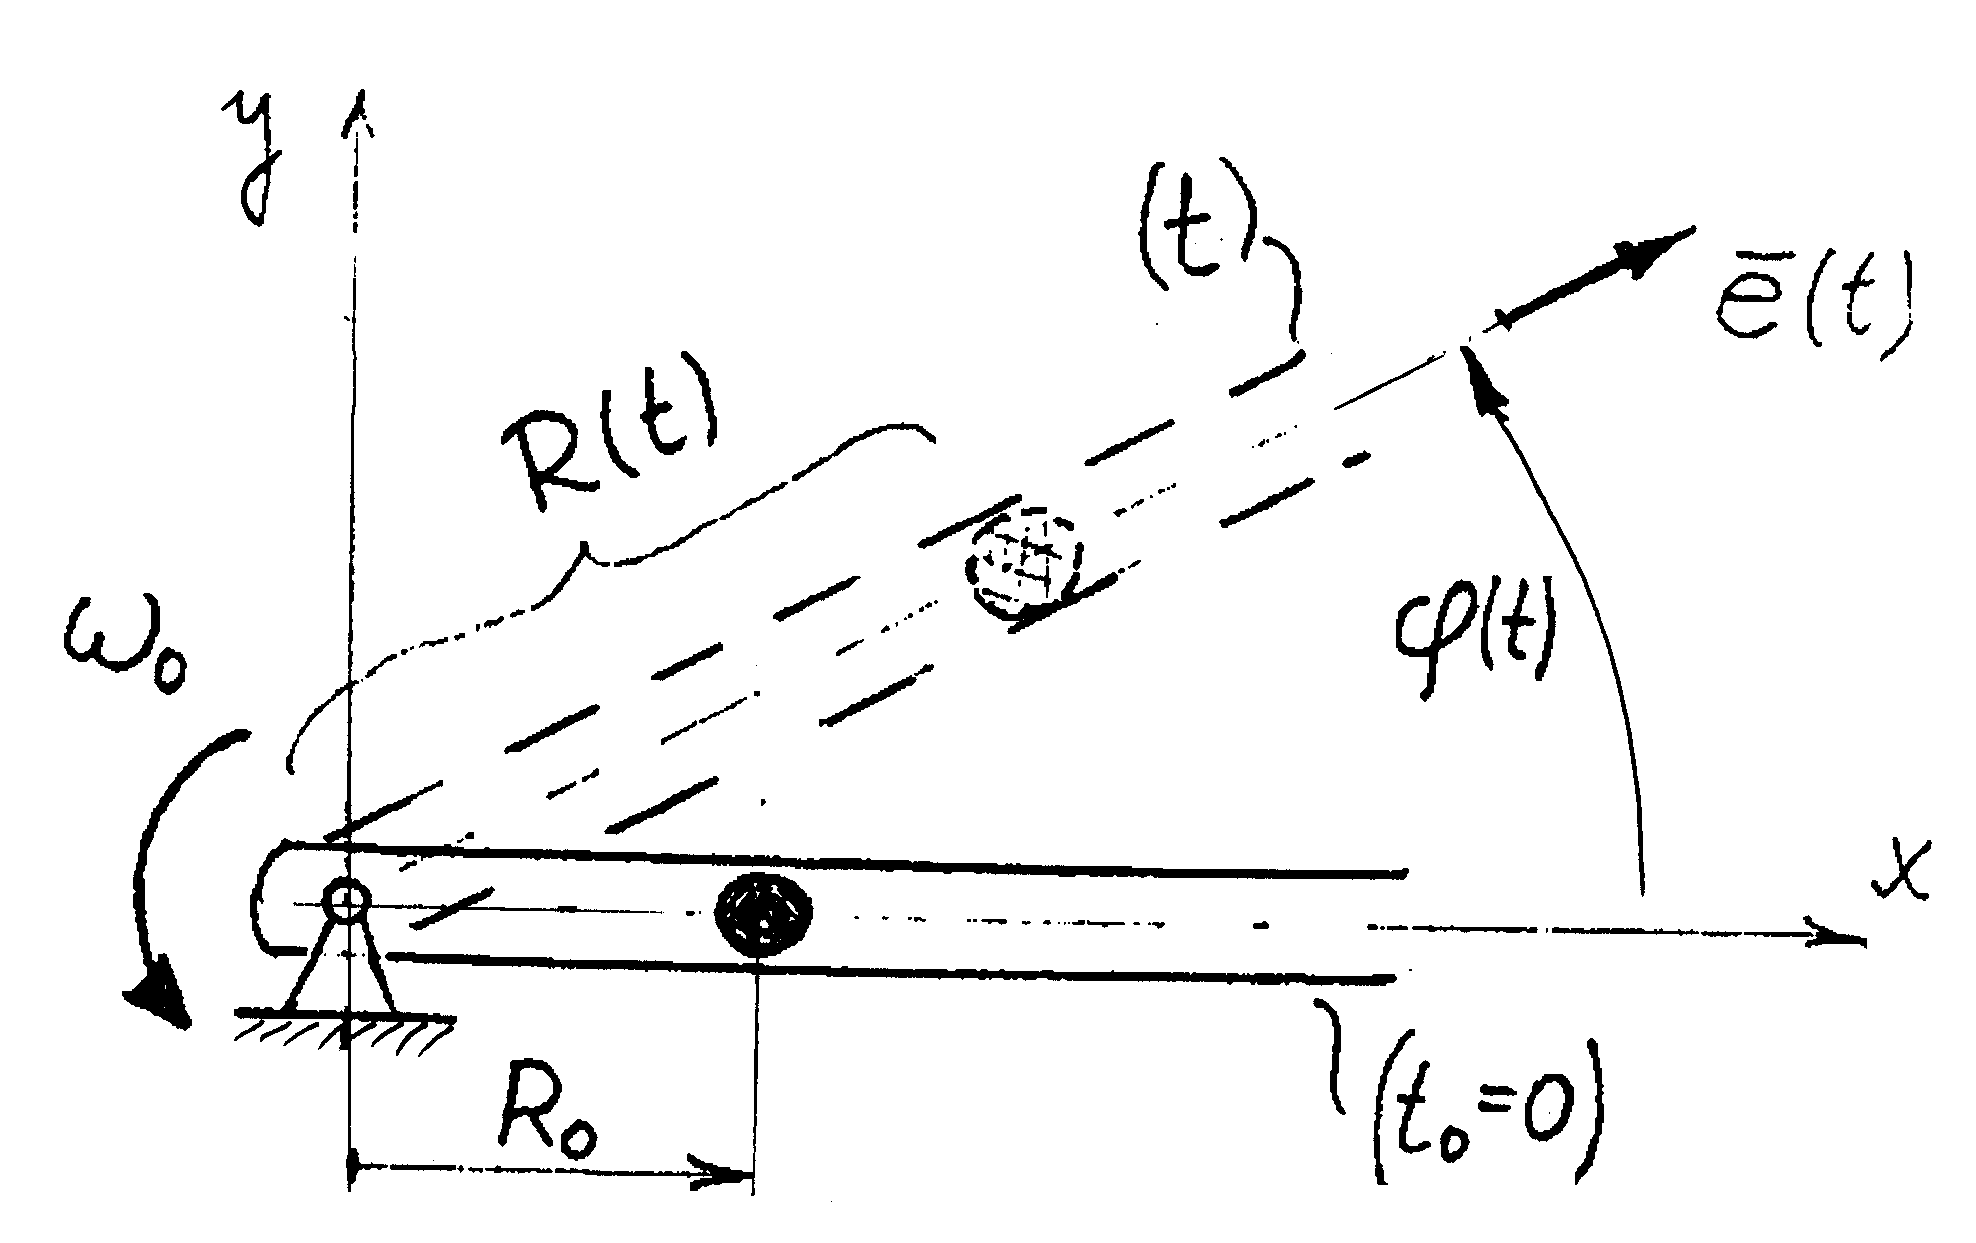 y
(t)
ē(t)
R(t)
φ(t)
ω₀
x
R₀
(t₀=0)